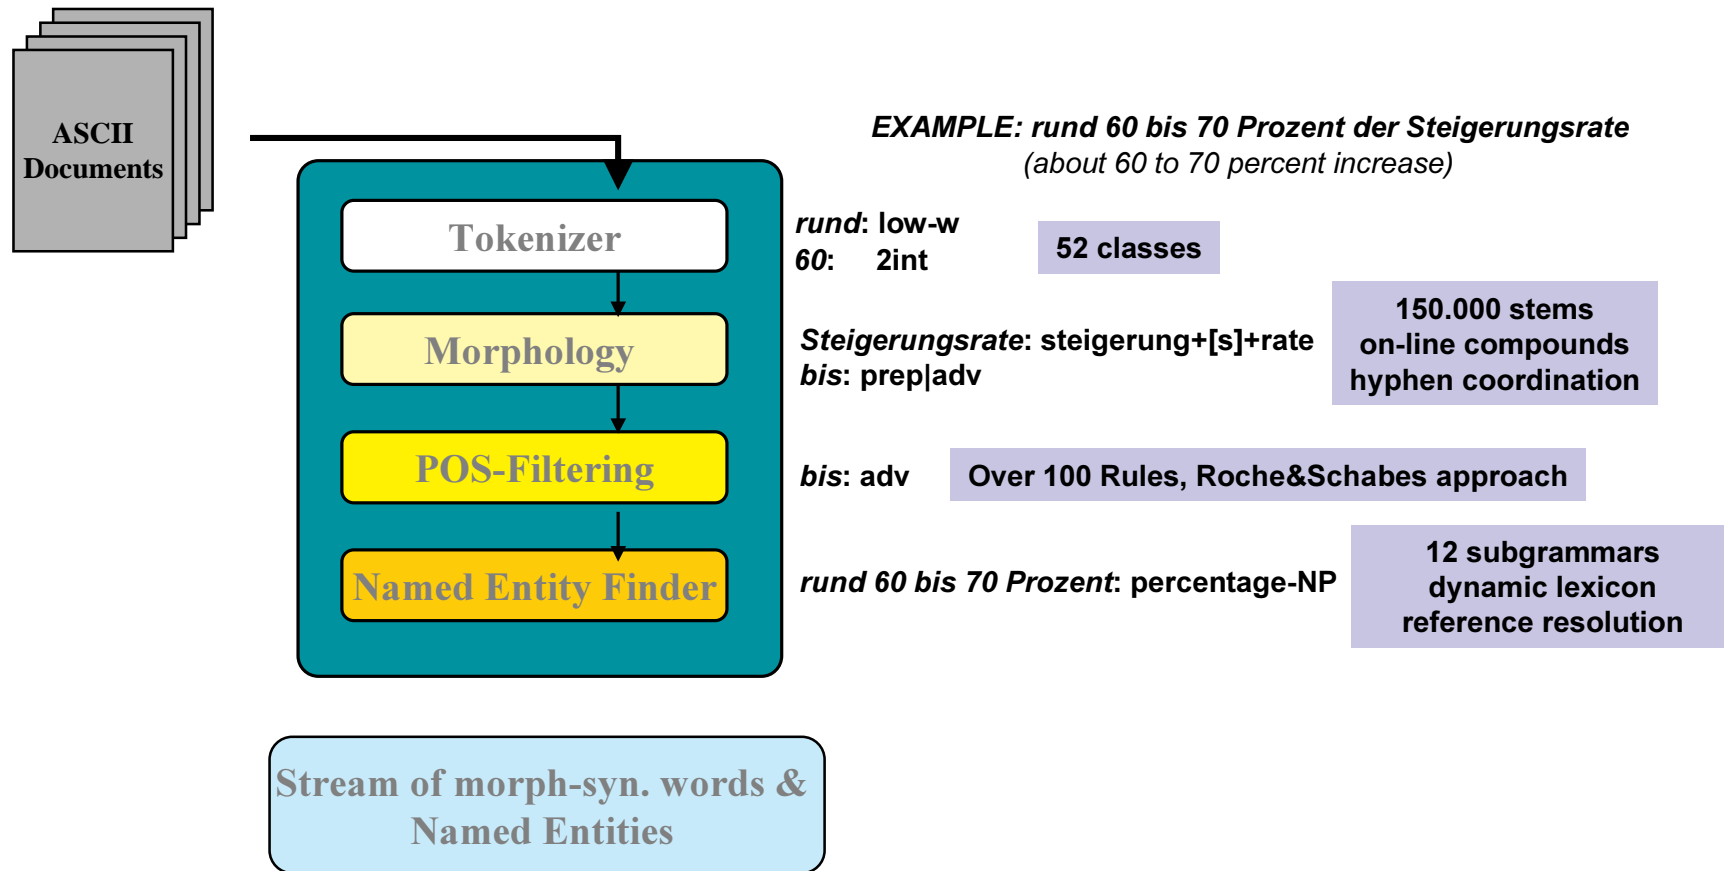 ASCII
Documents
EXAMPLE: rund 60 bis 70 Prozent der Steigerungsrate
(about 60 to 70 percent increase)
Tokenizer
rund: low-w
60: 2int
52 classes
Morphology
Steigerungsrate: steigerung+[s]+rate
bis: prep|adv
150.000 stems
on-line compounds
hyphen coordination
POS-Filtering
bis: adv
Over 100 Rules, Roche&Schabes approach
Named Entity Finder
rund 60 bis 70 Prozent: percentage-NP
12 subgrammars
dynamic lexicon
reference resolution
Stream of morph-syn. words &
Named Entities